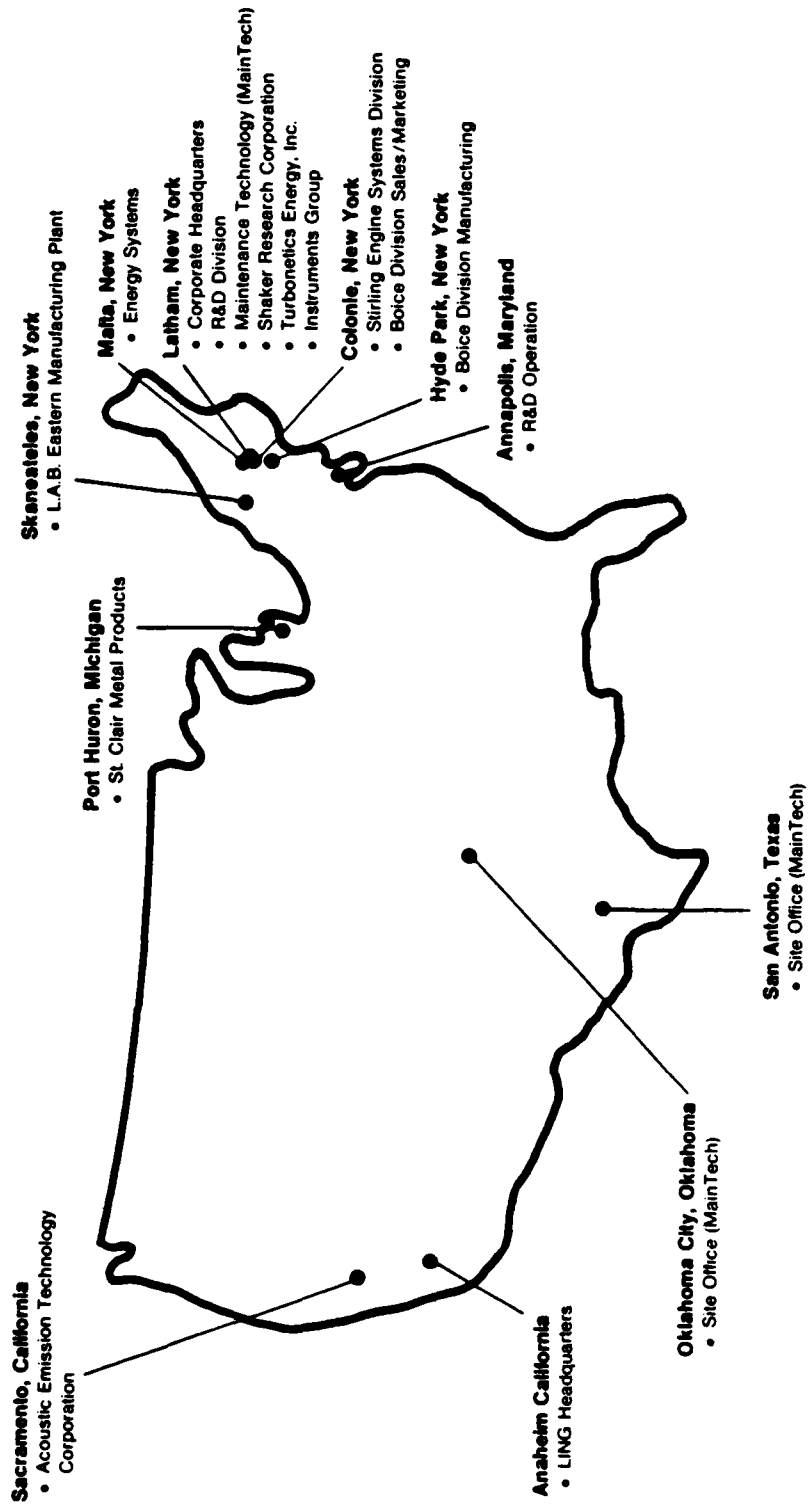 Sacramento, California
• Acoustic Emission Technology
Corporation
Anaheim California
• LING Headquarters
Oklahoma City, Oklahoma
• Site Office (MainTech)
San Antonio, Texas
• Site Office (MainTech)
Port Huron, Michigan
• St. Clair Metal Products
Skaneateles, New York
• L.A.B. Eastern Manufacturing Plant
Malta, New York
• Energy Systems
Latham, New York
• Corporate Headquarters
• R&D Division
• Maintenance Technology (MainTech)
• Shaker Research Corporation
• Turbonetics Energy, Inc.
• Instruments Group
Colonie, New York
• Stirling Engine Systems Division
• Boice Division Sales/Marketing
Hyde Park, New York
• Boice Division Manufacturing
Annapolis, Maryland
• R&D Operation